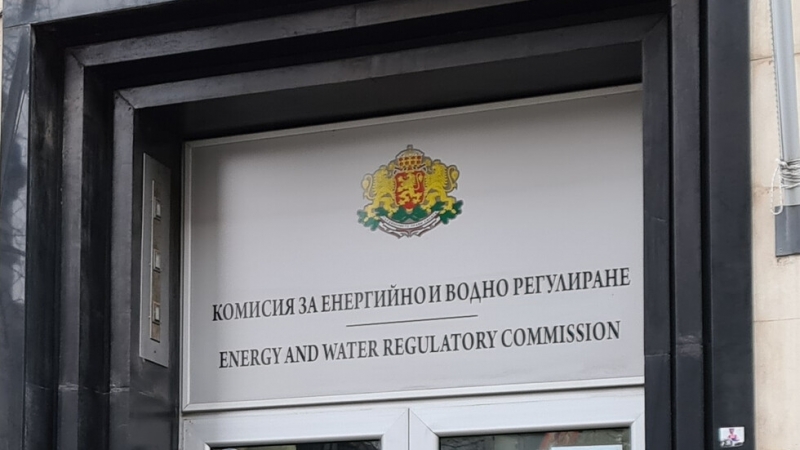 КОМИСИЯ ЗА ЕНЕРГИЙНО И ВОДНО РЕГУЛИРАНЕ
ENERGY AND WATER REGULATORY COMMISSION